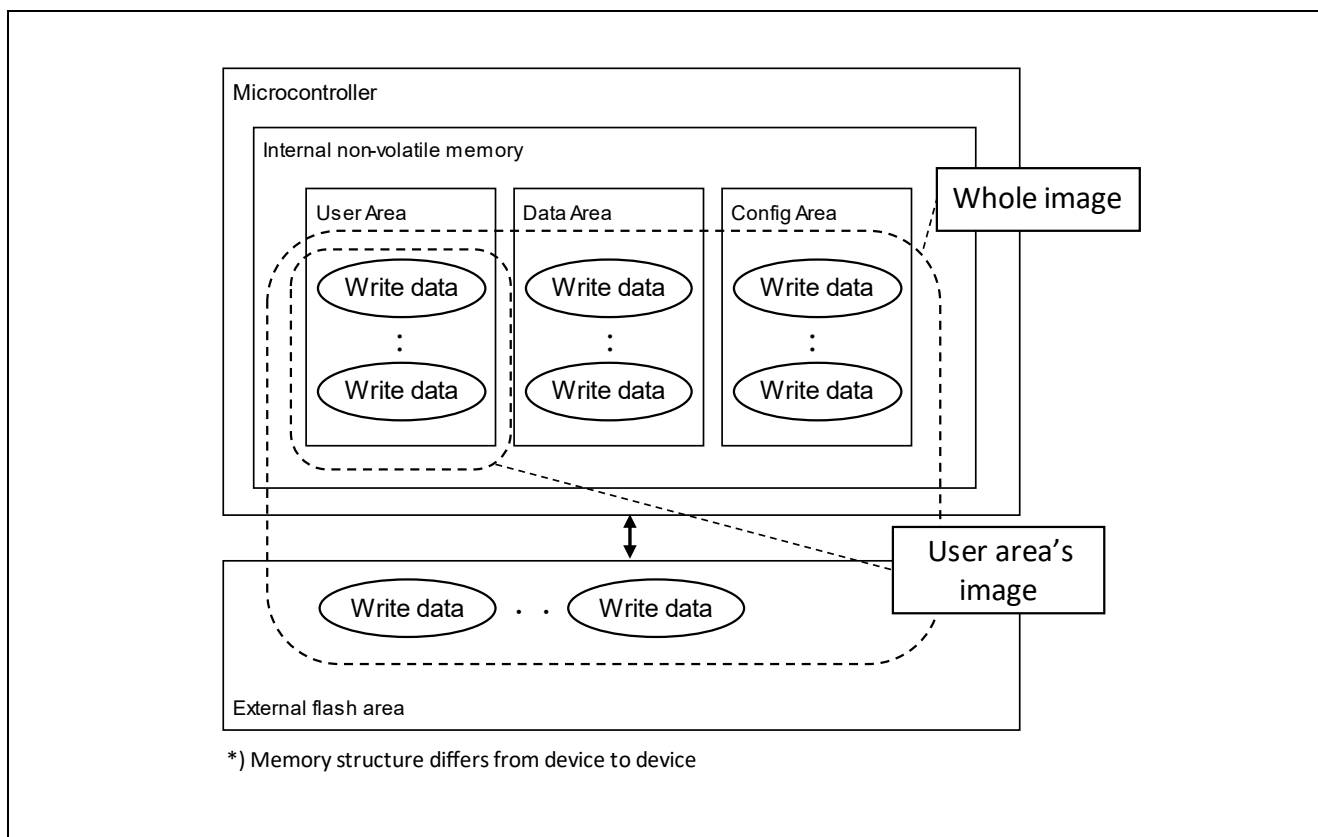 Microcontroller
Internal non-volatile memory
Whole image
User Area
Data Area
Config Area
Write data
Write data
Write data
:
:
:
Write data
Write data
Write data
User area's
image
Write data . . Write data
External flash area
*) Memory structure differs from device to device